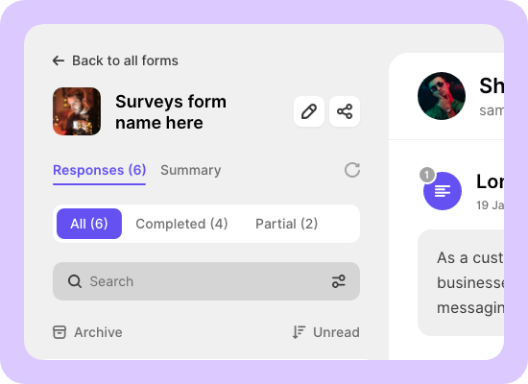 Back to all forms
Surveys form
name here
Responses (6) Summary
All (6) Completed (4) Partial (2)
Search
Archive Unread
Sh
sam
1
Lor
19 Ja
As a cust
businesse
messaging